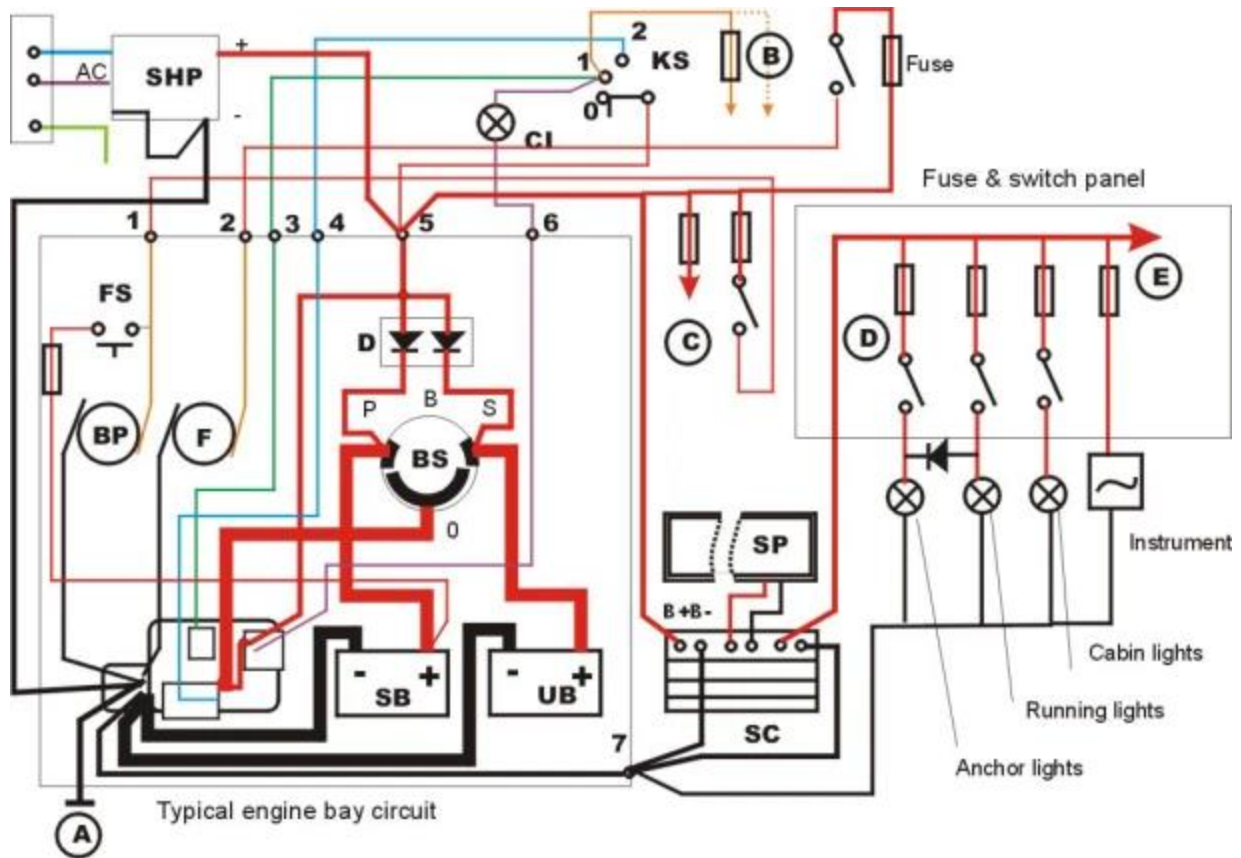 +
2
1
KS
B
Fuse
AC
SHP
-
0
CI
Fuse & switch panel
1
2
3
4
5
6
E
FS
D
D
C
P
B
S
BP
F
BS
0
SP
Instrument
B+B-
Cabin lights
-
+
SB
-
+
UB
7
SC
Running lights
Anchor lights
Typical engine bay circuit
A